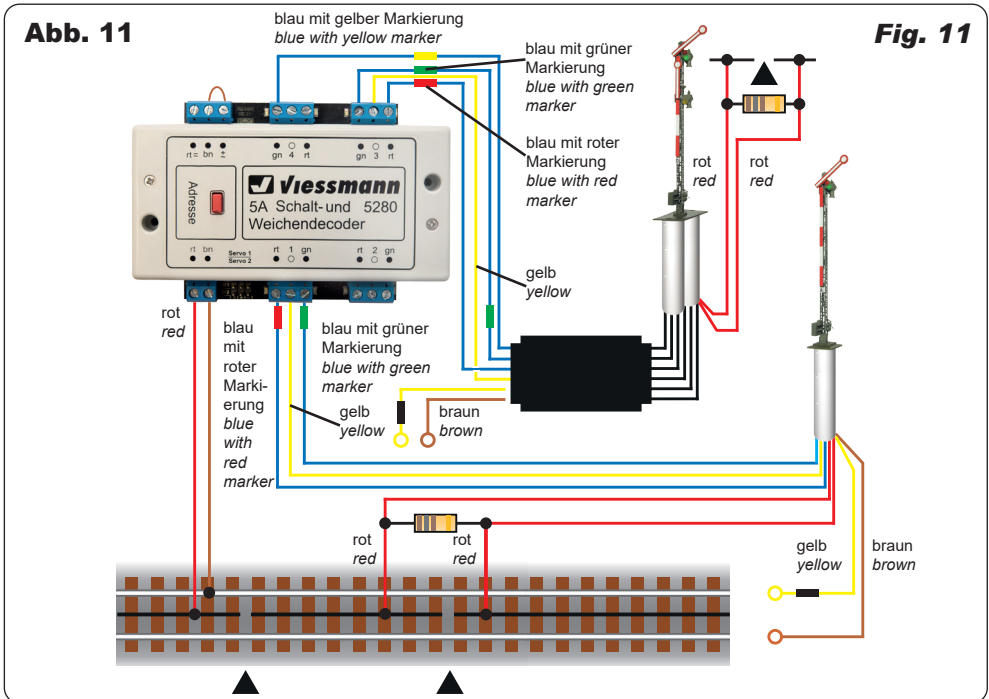 Abb. 11
Fig. 11
blau mit gelber Markierung
blue with yellow marker
blau mit grüner
Markierung
blue with green
marker
blau mit roter
Markierung
blue with red
marker
rot
red
rot
red
rt = bn ±
gn 4 rt
gn 3 rt
Adresse
Viessmann
5A Schalt- und 5280
Weichendecoder
rt bn
Servo 1
Servo 2
rt 1 gn
rt 2 gn
gelb
yellow
rot
red
blau
mit
roter
Marki-
erung
blue
with
red
marker
blau mit grüner
Markierung
blue with green
marker
gelb
yellow
braun
brown
rot
red
rot
red
gelb
yellow
braun
brown